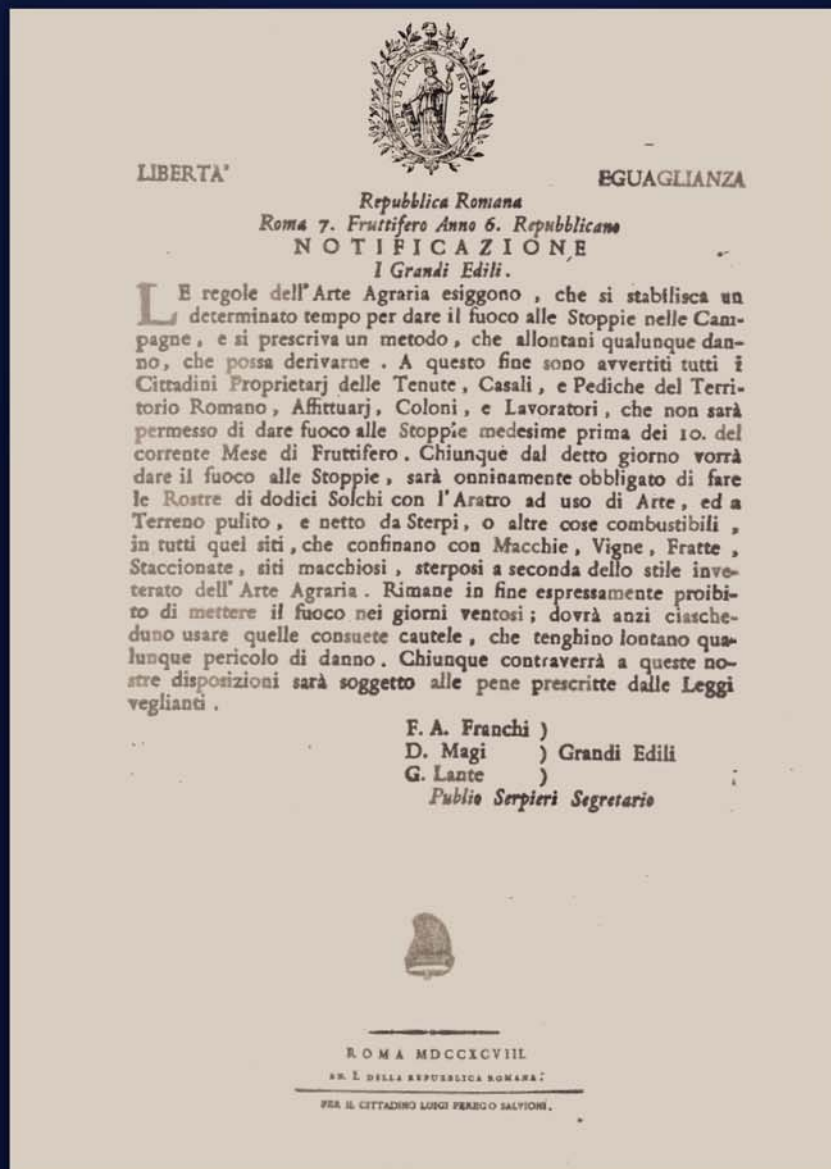 REPUBLICA ROMANA
LIBERTA' EGUAGLIANZA
Repubblica Romana
Roma 7. Fruttifero Anno 6. Repubblicano
NOTIFICAZIONE
I Grandi Edili.
LE regole dell'Arte Agraria esiggono, che si stabilisca un
determinato tempo per dare il fuoco alle Stoppie nelle Cam-
pagne, e si prescriva un metodo, che allontani qualunque dan-
no, che possa derivarne. A questo fine sono avvertiti tutti i
Cittadini Proprietarj delle Tenute, Casali, e Pediche del Terri-
torio Romano, Affittuarj, Coloni, e Lavoratori, che non sarà
permesso di dare fuoco alle Stoppie medesime prima dei 10. del
corrente Mese di Fruttifero. Chiunque dal detto giorno vorrà
dare il fuoco alle Stoppie, sarà onninamente obbligato di fare
le Rostre di dodici Solchi con l'Aratro ad uso di Arte, ed a
Terreno pulito, e netto da Sterpi, o altre cose combustibili,
in tutti quei siti, che confinano con Macchie, Vigne, Fratte,
Staccionate, siti macchiosi, sterposi a seconda dello stile inve-
terato dell'Arte Agraria. Rimane in fine espressamente proibi-
to di mettere il fuoco nei giorni ventosi; dovrà anzi ciasche-
duno usare quelle consuete cautele, che tenghino lontano qua-
lunque pericolo di danno. Chiunque contraverrà a queste no-
stre disposizioni sarà soggetto alle pene prescritte dalle Leggi
veglianti.
F. A. Franchi )
D. Magi ) Grandi Edili
G. Lante )
Publio Serpieri Segretario
ROMA MDCCXCVIII.
AN. I. DELLA REPUBBLICA ROMANA.
PER IL CITTADINO LUIGI PEREGO SALVIONI.